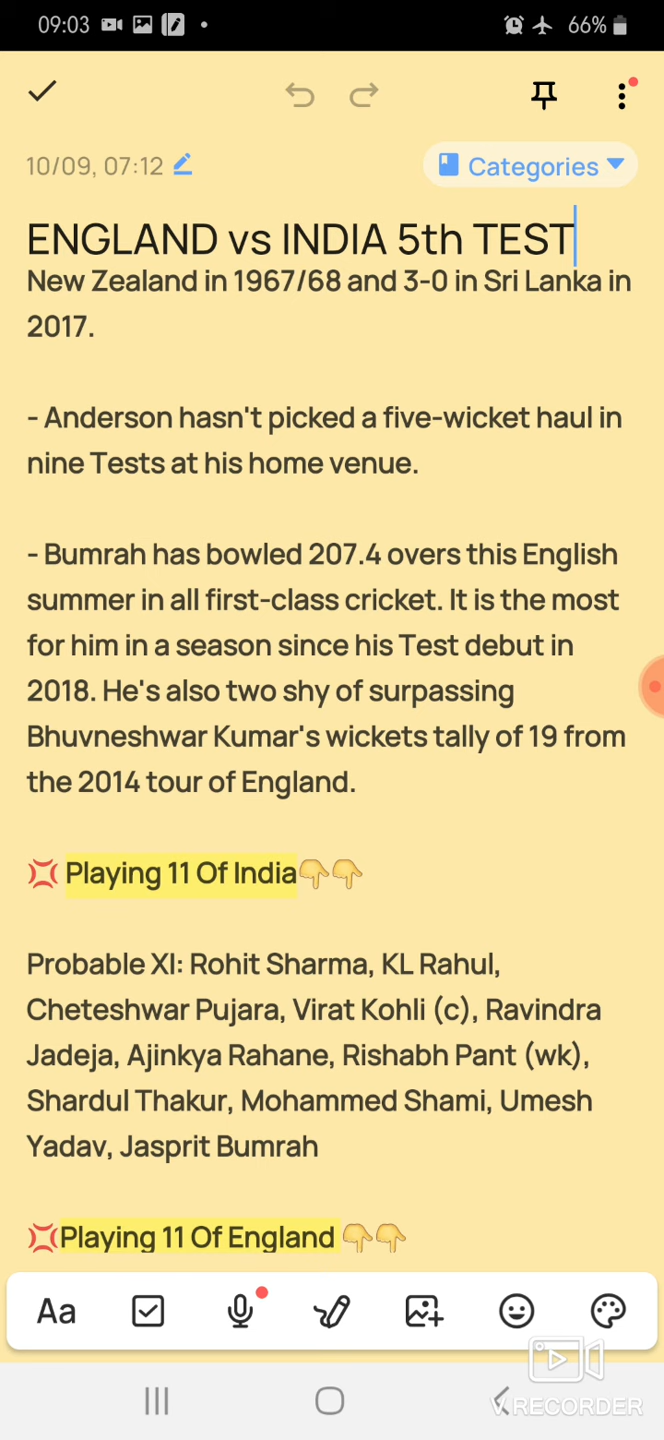 09:03
66%
10/09, 07:12
Categories
ENGLAND vs INDIA 5th TEST
New Zealand in 1967/68 and 3-0 in Sri Lanka in
2017.
- Anderson hasn't picked a five-wicket haul in
nine Tests at his home venue.
- Bumrah has bowled 207.4 overs this English
summer in all first-class cricket. It is the most
for him in a season since his Test debut in
2018. He's also two shy of surpassing
Bhuvneshwar Kumar's wickets tally of 19 from
the 2014 tour of England.
💢 Playing 11 Of India👇👇
Probable XI: Rohit Sharma, KL Rahul,
Cheteshwar Pujara, Virat Kohli (c), Ravindra
Jadeja, Ajinkya Rahane, Rishabh Pant (wk),
Shardul Thakur, Mohammed Shami, Umesh
Yadav, Jasprit Bumrah
💢Playing 11 Of England 👇👇
Aa
V RECORDER